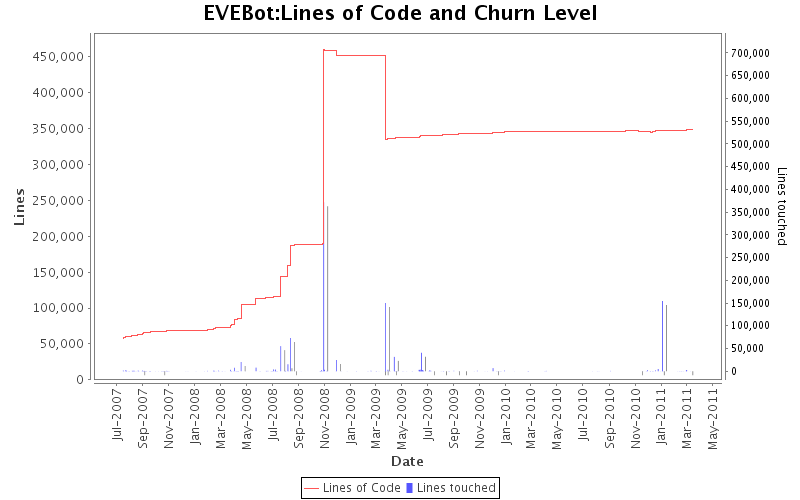 EVEBot:Lines of Code and Churn Level
450,000
400,000
350,000
300,000
250,000
200,000
150,000
100,000
50,000
0
Lines
700,000
650,000
600,000
550,000
500,000
450,000
400,000
350,000
300,000
250,000
200,000
150,000
100,000
50,000
0
Lines touched
Jul-2007
Sep-2007
Nov-2007
Jan-2008
Mar-2008
May-2008
Jul-2008
Sep-2008
Nov-2008
Jan-2009
Mar-2009
May-2009
Jul-2009
Sep-2009
Nov-2009
Jan-2010
Mar-2010
May-2010
Jul-2010
Sep-2010
Nov-2010
Jan-2011
Mar-2011
May-2011
Date
Lines of Code
Lines touched